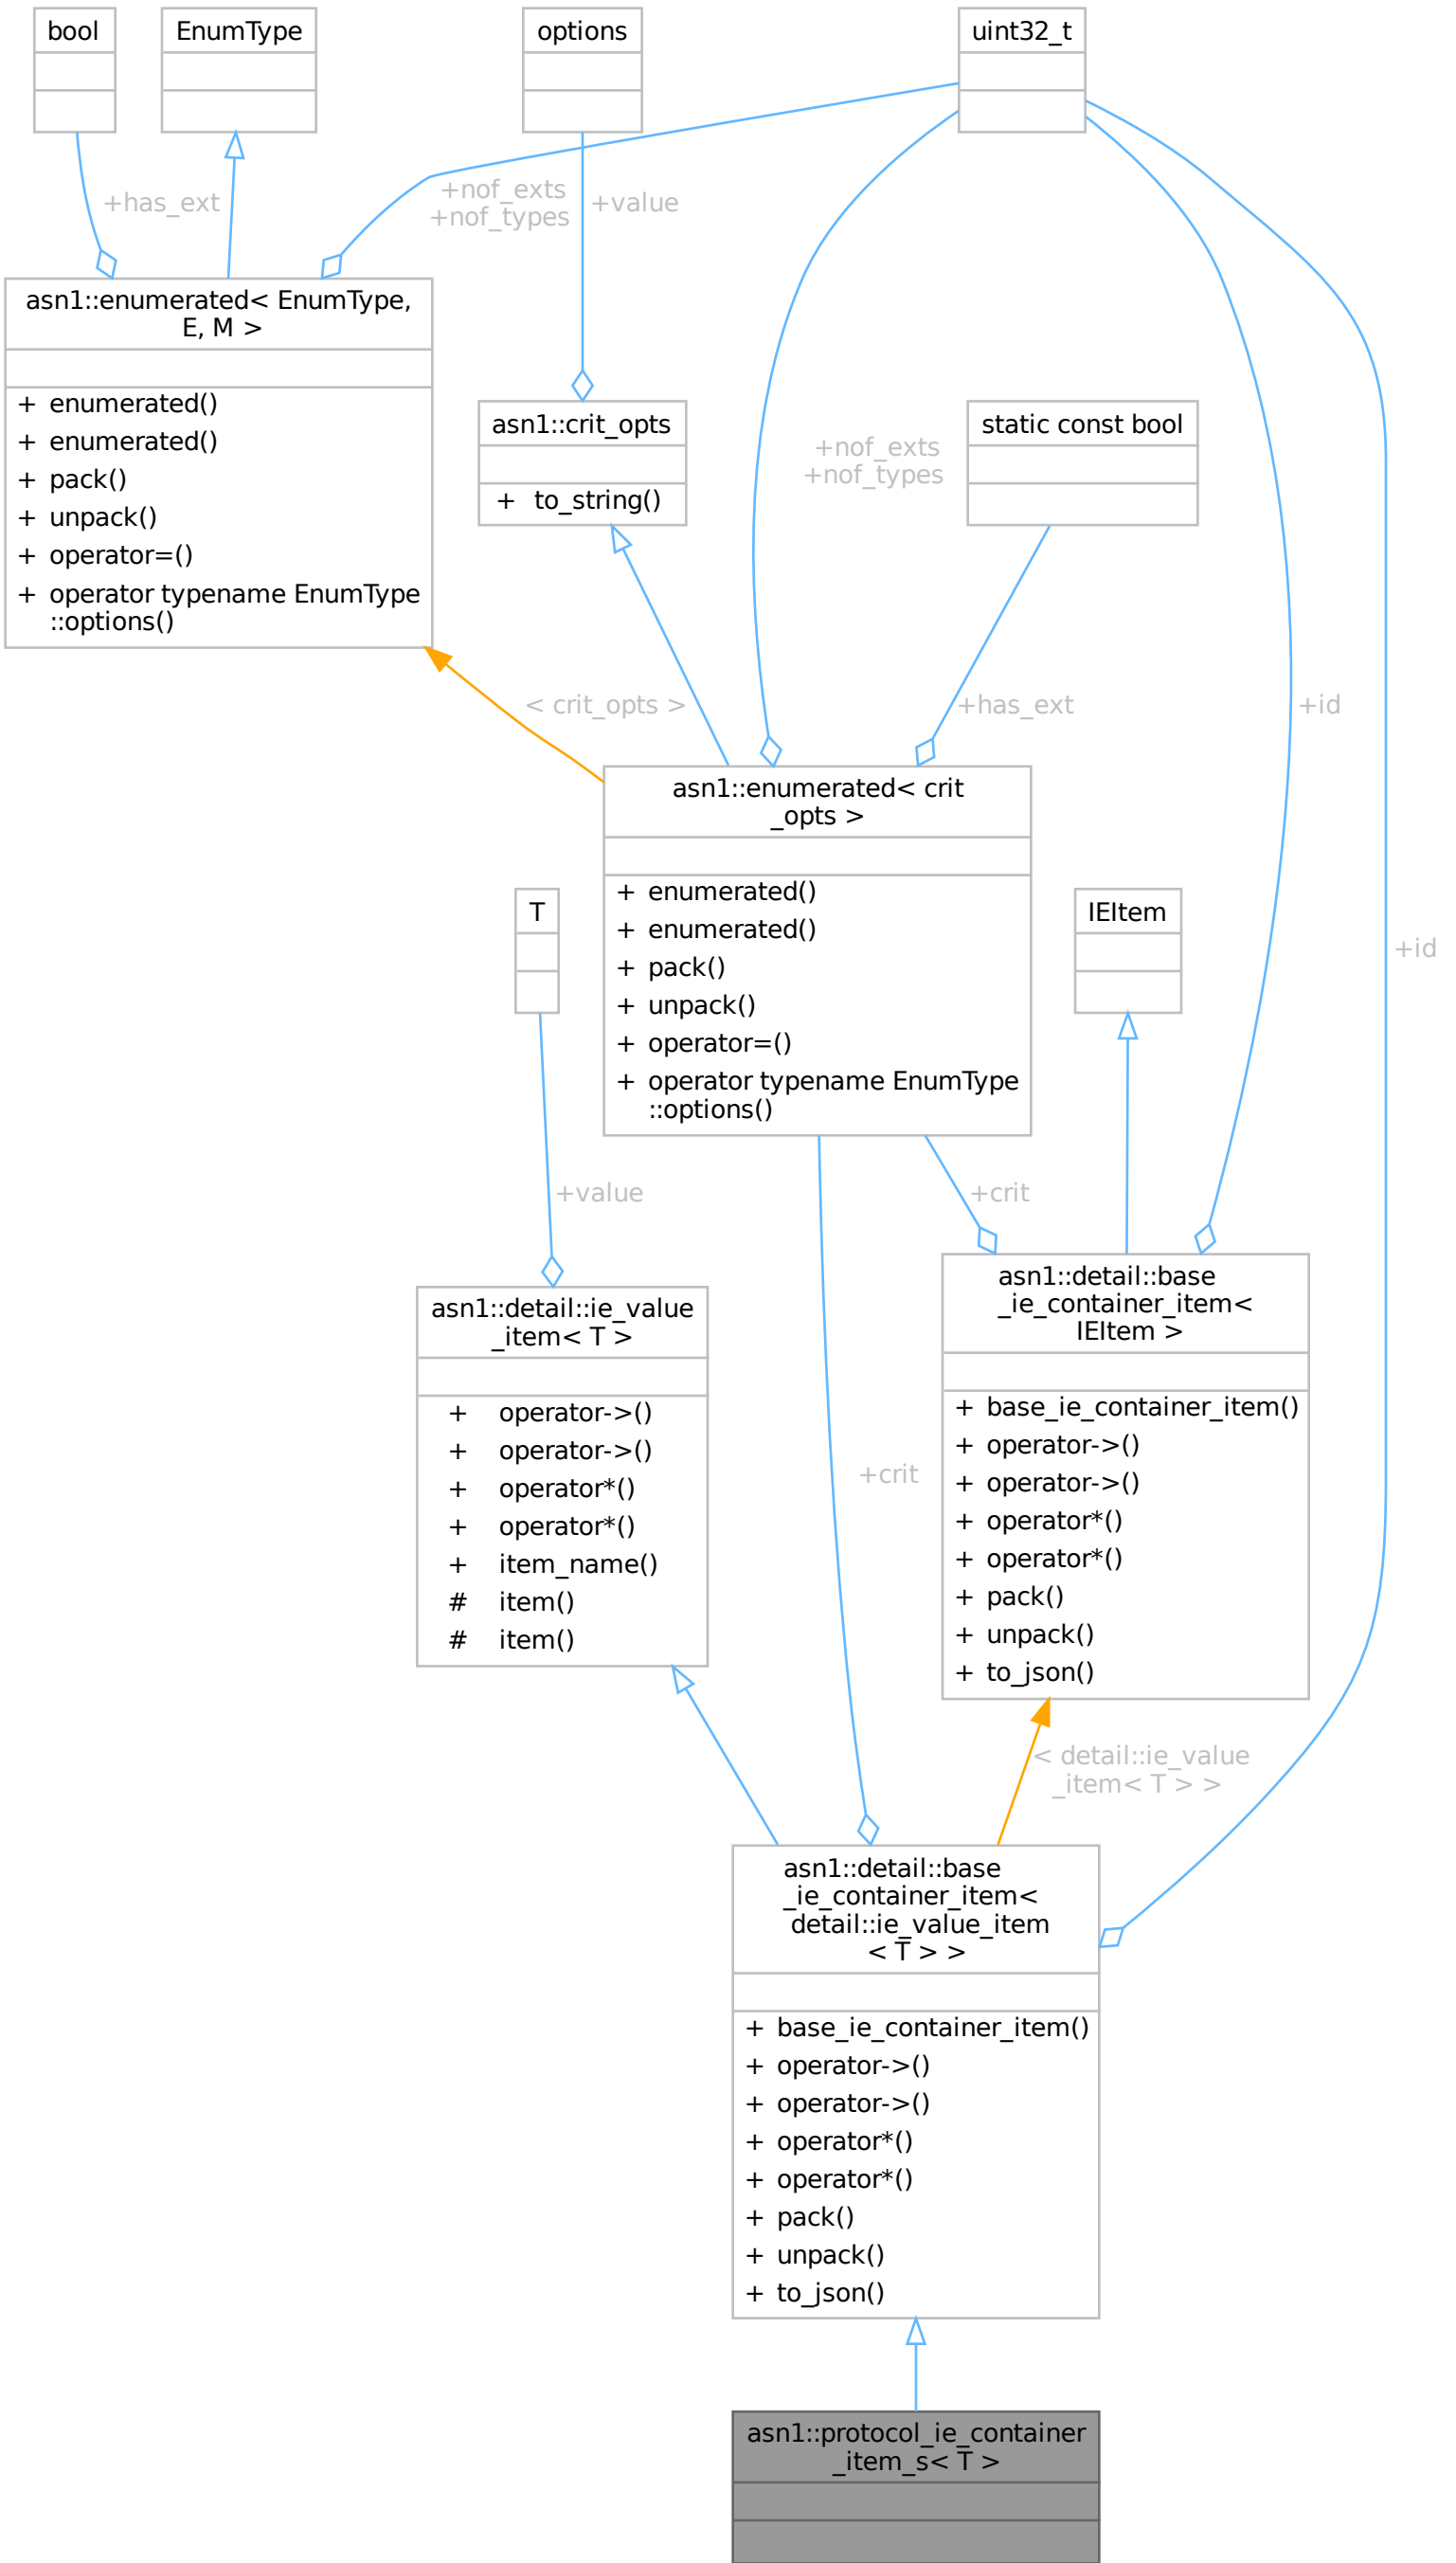 bool
EnumType
options
uint32_t
+has_ext
+nof_exts
+nof_types
+value
asn1::enumerated< EnumType,
E, M >
+ enumerated()
+ enumerated()
+ pack()
+ unpack()
+ operator=()
+ operator typename EnumType
::options()
asn1::crit_opts
+ to_string()
+nof_exts
+nof_types
static const bool
< crit_opts >
+has_ext
+id
+id
asn1::enumerated< crit
_opts >
+ enumerated()
+ enumerated()
+ pack()
+ unpack()
+ operator=()
+ operator typename EnumType
::options()
T
IEItem
+value
+crit
asn1::detail::ie_value
_item< T >
+ operator->()
+ operator->()
+ operator*()
+ operator*()
+ item_name()
# item()
# item()
+crit
asn1::detail::base
_ie_container_item<
IEItem >
+ base_ie_container_item()
+ operator->()
+ operator->()
+ operator*()
+ operator*()
+ pack()
+ unpack()
+ to_json()
< detail::ie_value
_item< T > >
asn1::detail::base
_ie_container_item<
detail::ie_value_item
< T > >
+ base_ie_container_item()
+ operator->()
+ operator->()
+ operator*()
+ operator*()
+ pack()
+ unpack()
+ to_json()
asn1::protocol_ie_container
_item_s< T >